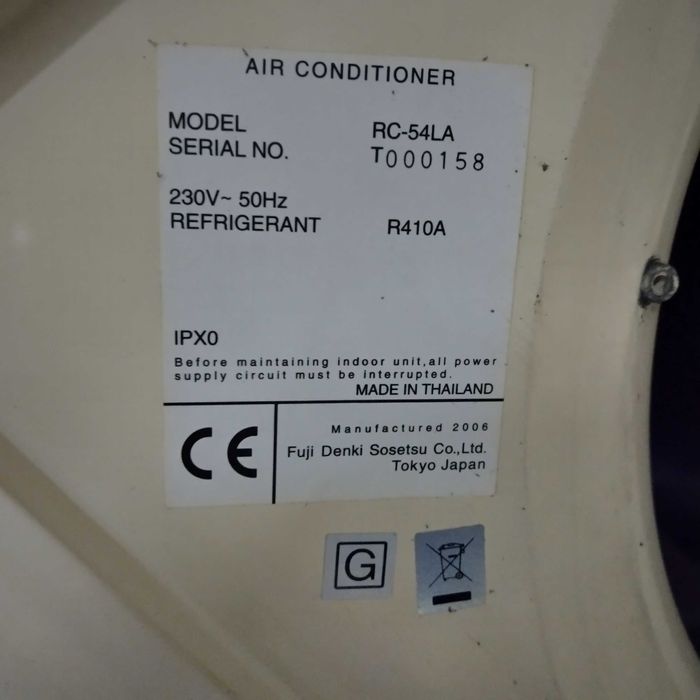 AIR CONDITIONER
MODEL RC-54LA
SERIAL NO. T000158
230V~ 50Hz
REFRIGERANT R410A
IPX0
Before maintaining indoor unit,all power
supply circuit must be interrupted.
MADE IN THAILAND
CE
Manufactured 2006
Fuji Denki Sosetsu Co.,Ltd.
Tokyo Japan
G